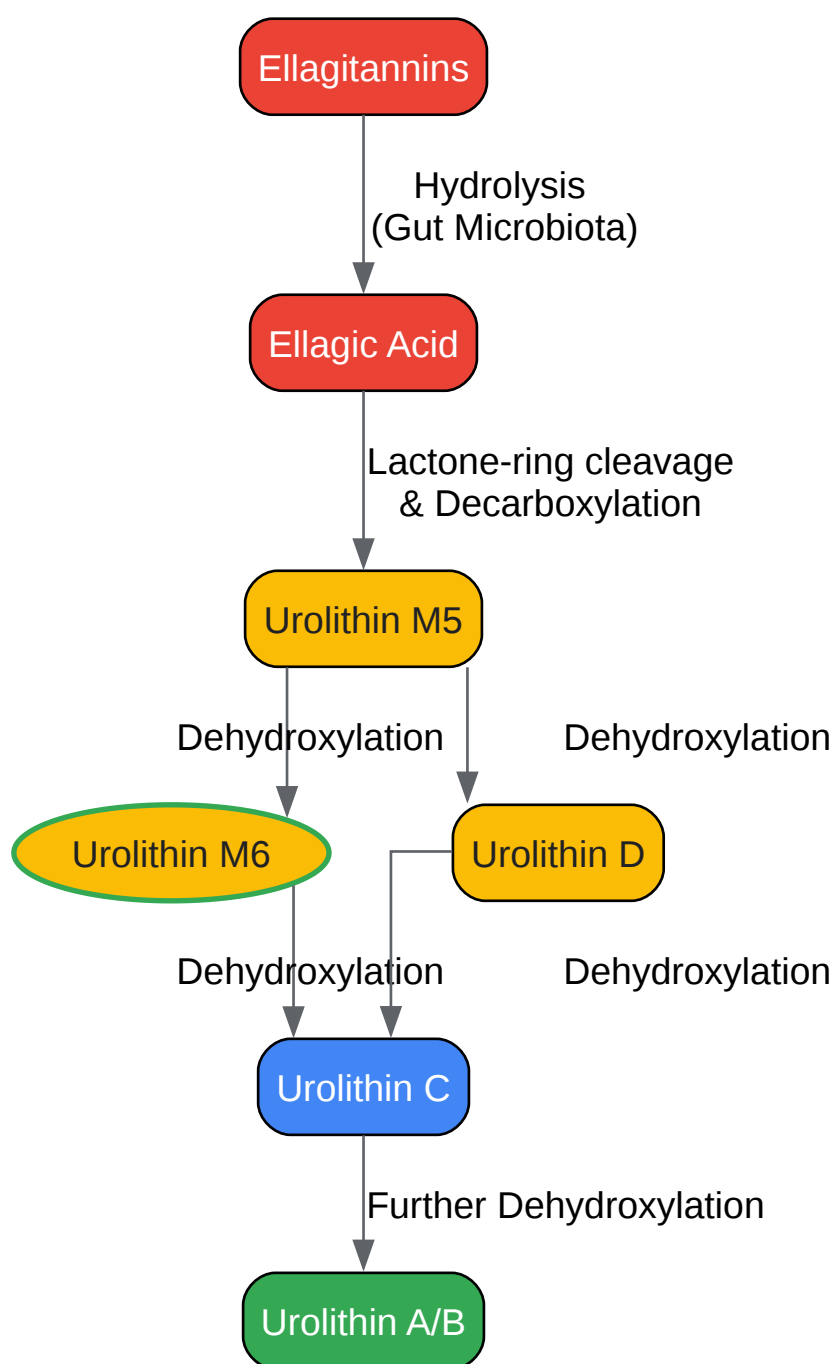 Ellagitannins
Hydrolysis
(Gut Microbiota)
Ellagic Acid
Lactone-ring cleavage
& Decarboxylation
Urolithin M5
Dehydroxylation
Dehydroxylation
Urolithin M6
Urolithin D
Dehydroxylation
Dehydroxylation
Urolithin C
Further Dehydroxylation
Urolithin A/B